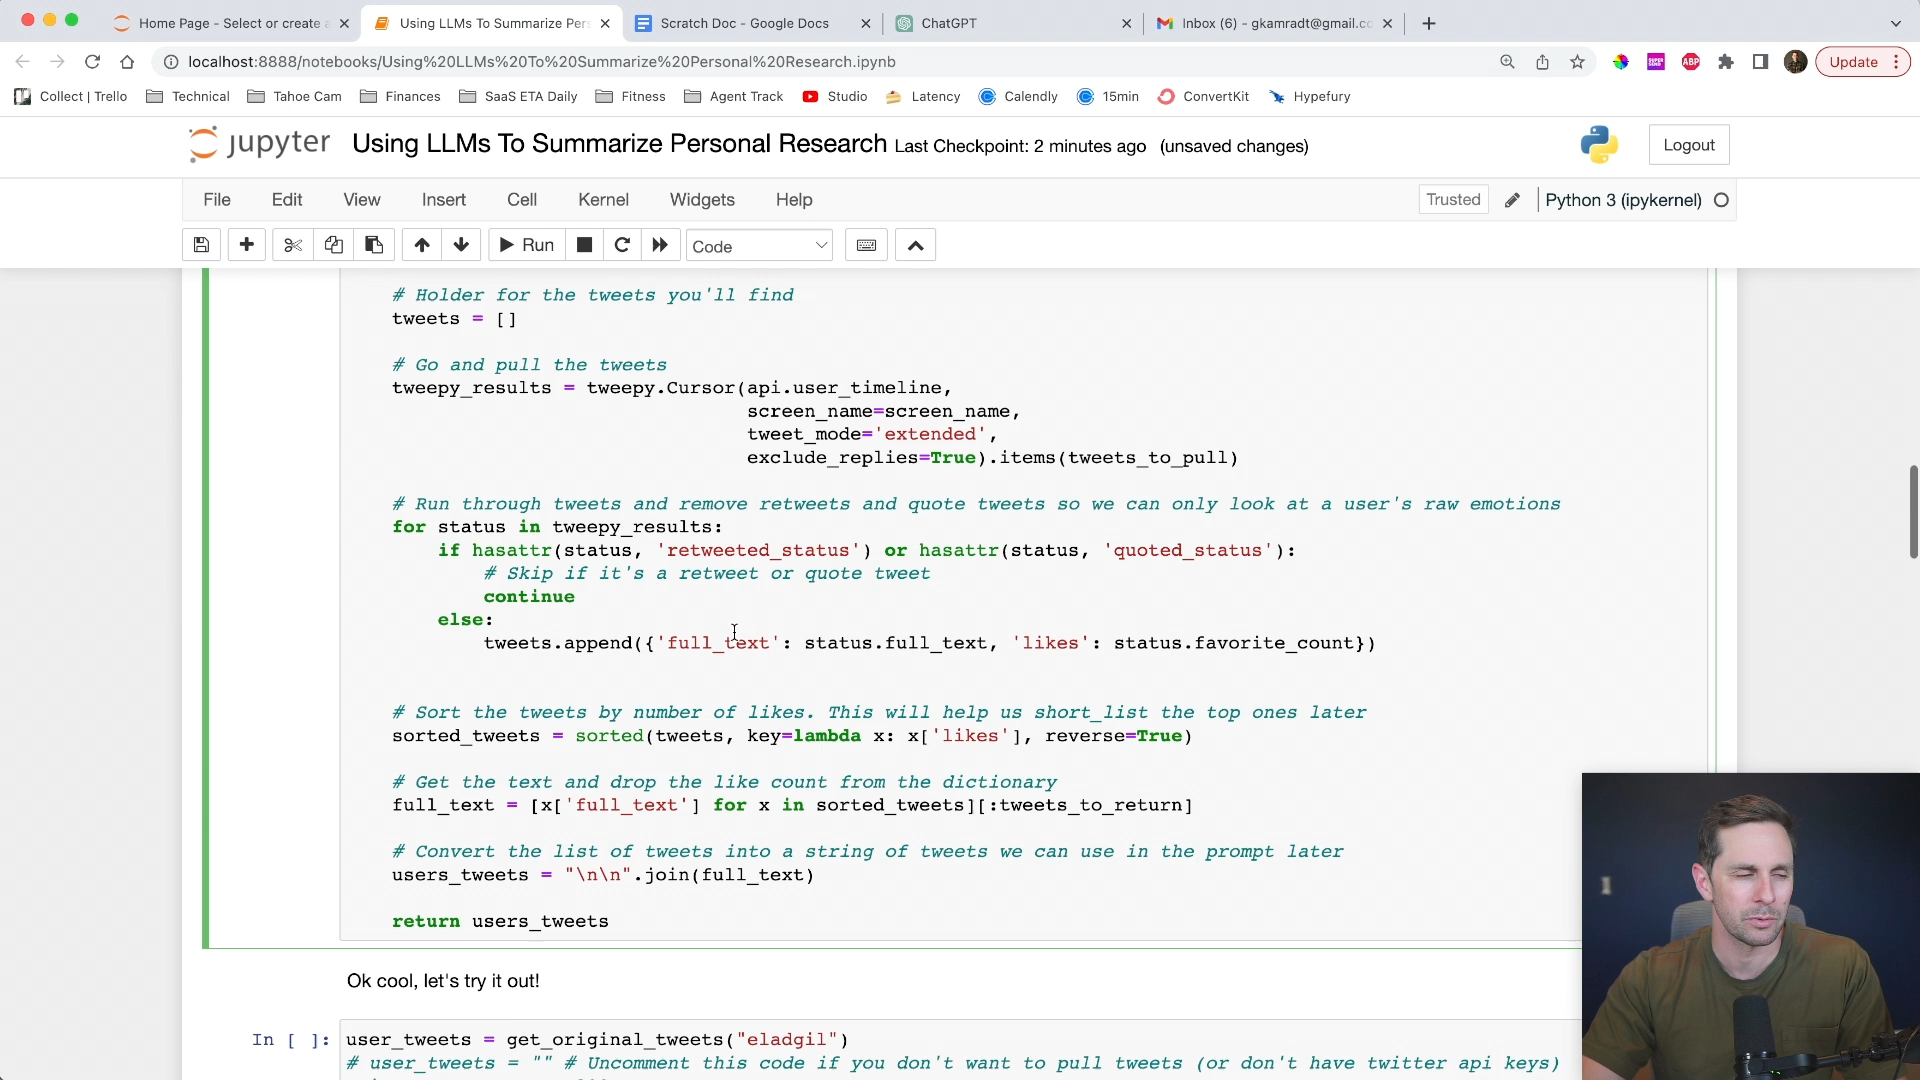 Home Page - Select or create a
Using LLMs To Summarize Pers
Scratch Doc - Google Docs
ChatGPT
Inbox (6) - gkamradt@gmail.co
localhost:8888/notebooks/Using%20LLMs%20To%20Summarize%20Personal%20Research.ipynb
ABP
Update
Collect | Trello
Technical
Tahoe Cam
Finances
SaaS ETA Daily
Fitness
Agent Track
Studio
Latency
Calendly
15min
ConvertKit
Hypefury
jupyter Using LLMs To Summarize Personal Research Last Checkpoint: 2 minutes ago (unsaved changes)
Logout
File Edit View Insert Cell Kernel Widgets Help
Trusted
Python 3 (ipykernel)
Run
Code
# Holder for the tweets you'll find
tweets = []
# Go and pull the tweets
tweepy_results = tweepy.Cursor(api.user_timeline,
screen_name=screen_name,
tweet_mode='extended',
exclude_replies=True).items(tweets_to_pull)
# Run through tweets and remove retweets and quote tweets so we can only look at a user's raw emotions
for status in tweepy_results:
if hasattr(status, 'retweeted_status') or hasattr(status, 'quoted_status'):
# Skip if it's a retweet or quote tweet
continue
else:
tweets.append({'full_text': status.full_text, 'likes': status.favorite_count})
# Sort the tweets by number of likes. This will help us short_list the top ones later
sorted_tweets = sorted(tweets, key=lambda x: x['likes'], reverse=True)
# Get the text and drop the like count from the dictionary
full_text = [x['full_text'] for x in sorted_tweets][:tweets_to_return]
# Convert the list of tweets into a string of tweets we can use in the prompt later
users_tweets = "\n\n".join(full_text)
return users_tweets
Ok cool, let's try it out!
In [ ]: user_tweets = get_original_tweets("eladgil")
# user_tweets = "" # Uncomment this code if you don't want to pull tweets (or don't have twitter api keys)